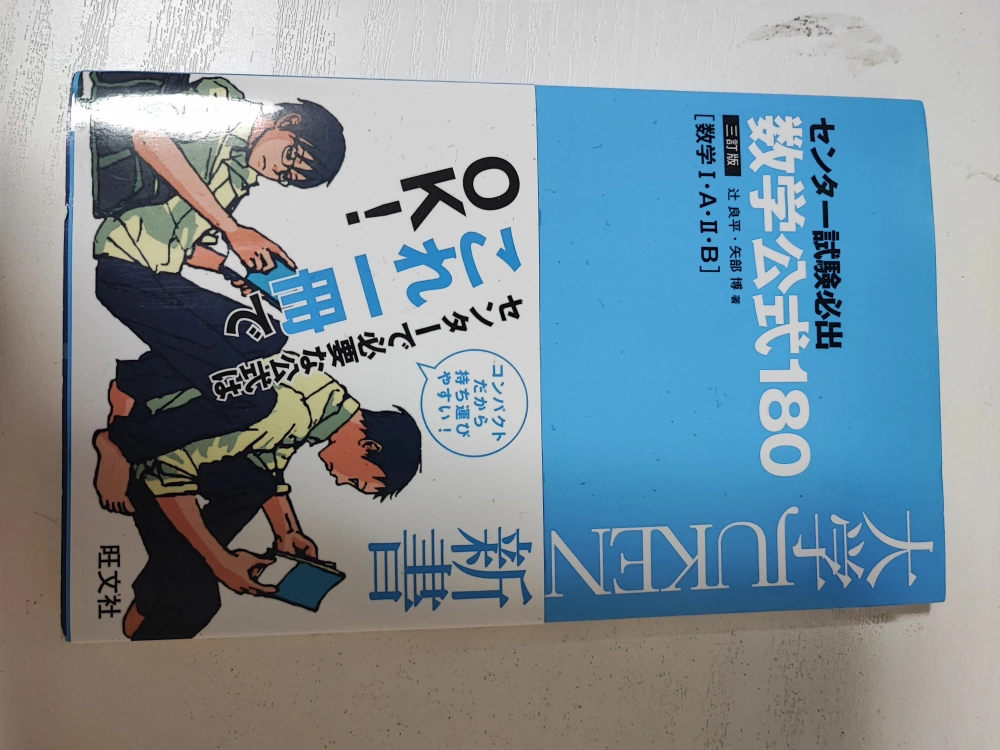 センター試験必出
数学公式180
三訂版
辻 良平・矢部 博 著
[数学Ⅰ・A・Ⅱ・B]
大学JUKEN
新書
コンパクト
だから
持ち運び
やすい!
センターで必要な公式は
これ一冊で
OK!
旺文社